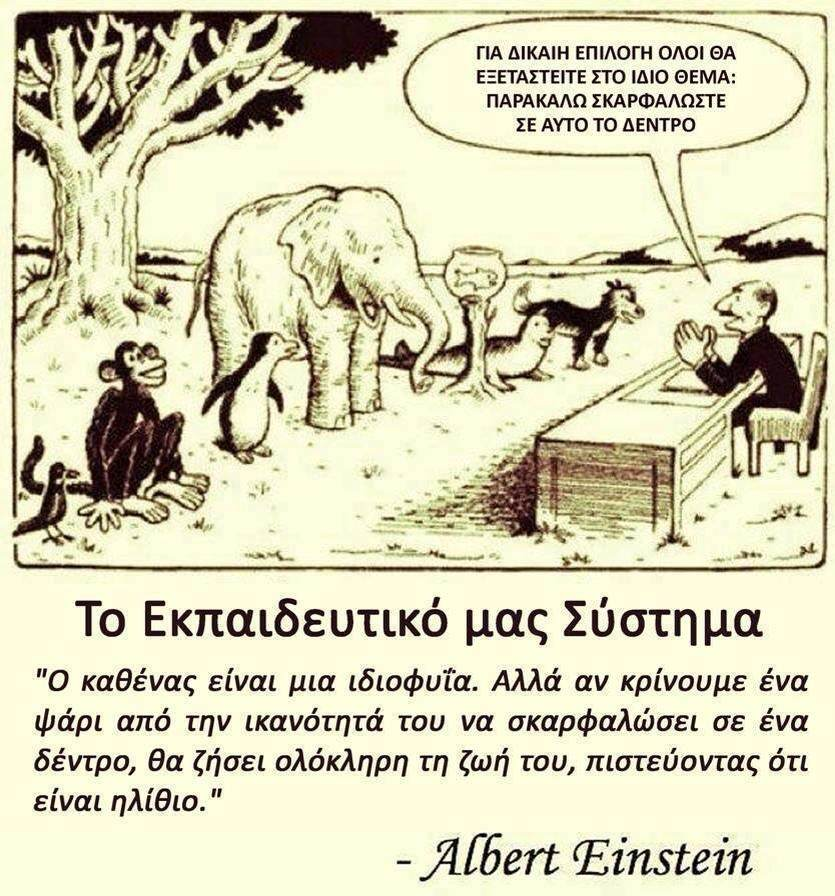 ΓΙΑ ΔΙΚΑΙΗ ΕΠΙΛΟΓΗ ΟΛΟΙ ΘΑ
ΕΞΕΤΑΣΤΕΙΤΕ ΣΤΟ ΙΔΙΟ ΘΕΜΑ:
ΠΑΡΑΚΑΛΩ ΣΚΑΡΦΑΛΩΣΤΕ
ΣΕ ΑΥΤΟ ΤΟ ΔΕΝΤΡΟ
Το Εκπαιδευτικό μας Σύστημα
"Ο καθένας είναι μια ιδιοφυΐα. Αλλά αν κρίνουμε ένα
ψάρι από την ικανότητά του να σκαρφαλώσει σε ένα
δέντρο, θα ζήσει ολόκληρη τη ζωή του, πιστεύοντας ότι
είναι ηλίθιο."
- Albert Einstein